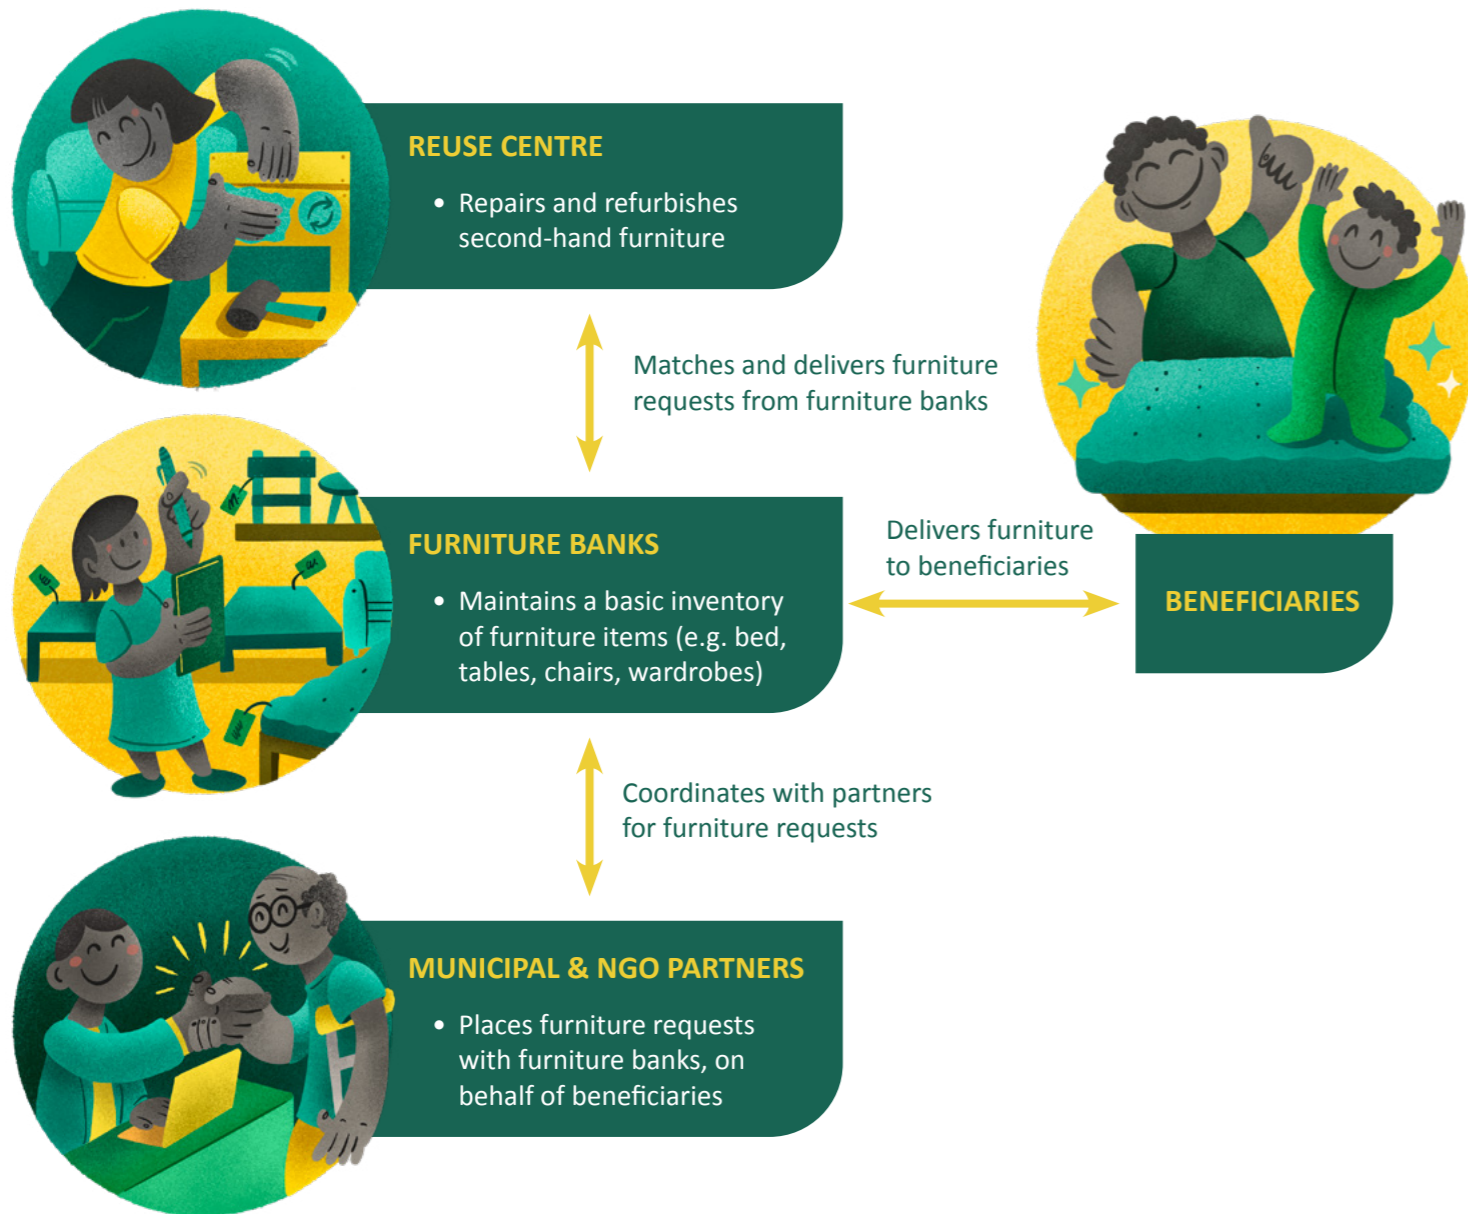 REUSE CENTRE
• Repairs and refurbishes
second-hand furniture
Matches and delivers furniture
requests from furniture banks
FURNITURE BANKS
• Maintains a basic inventory
of furniture items (e.g. bed,
tables, chairs, wardrobes)
Delivers furniture
to beneficiaries
BENEFICIARIES
Coordinates with partners
for furniture requests
MUNICIPAL & NGO PARTNERS
• Places furniture requests
with furniture banks, on
behalf of beneficiaries